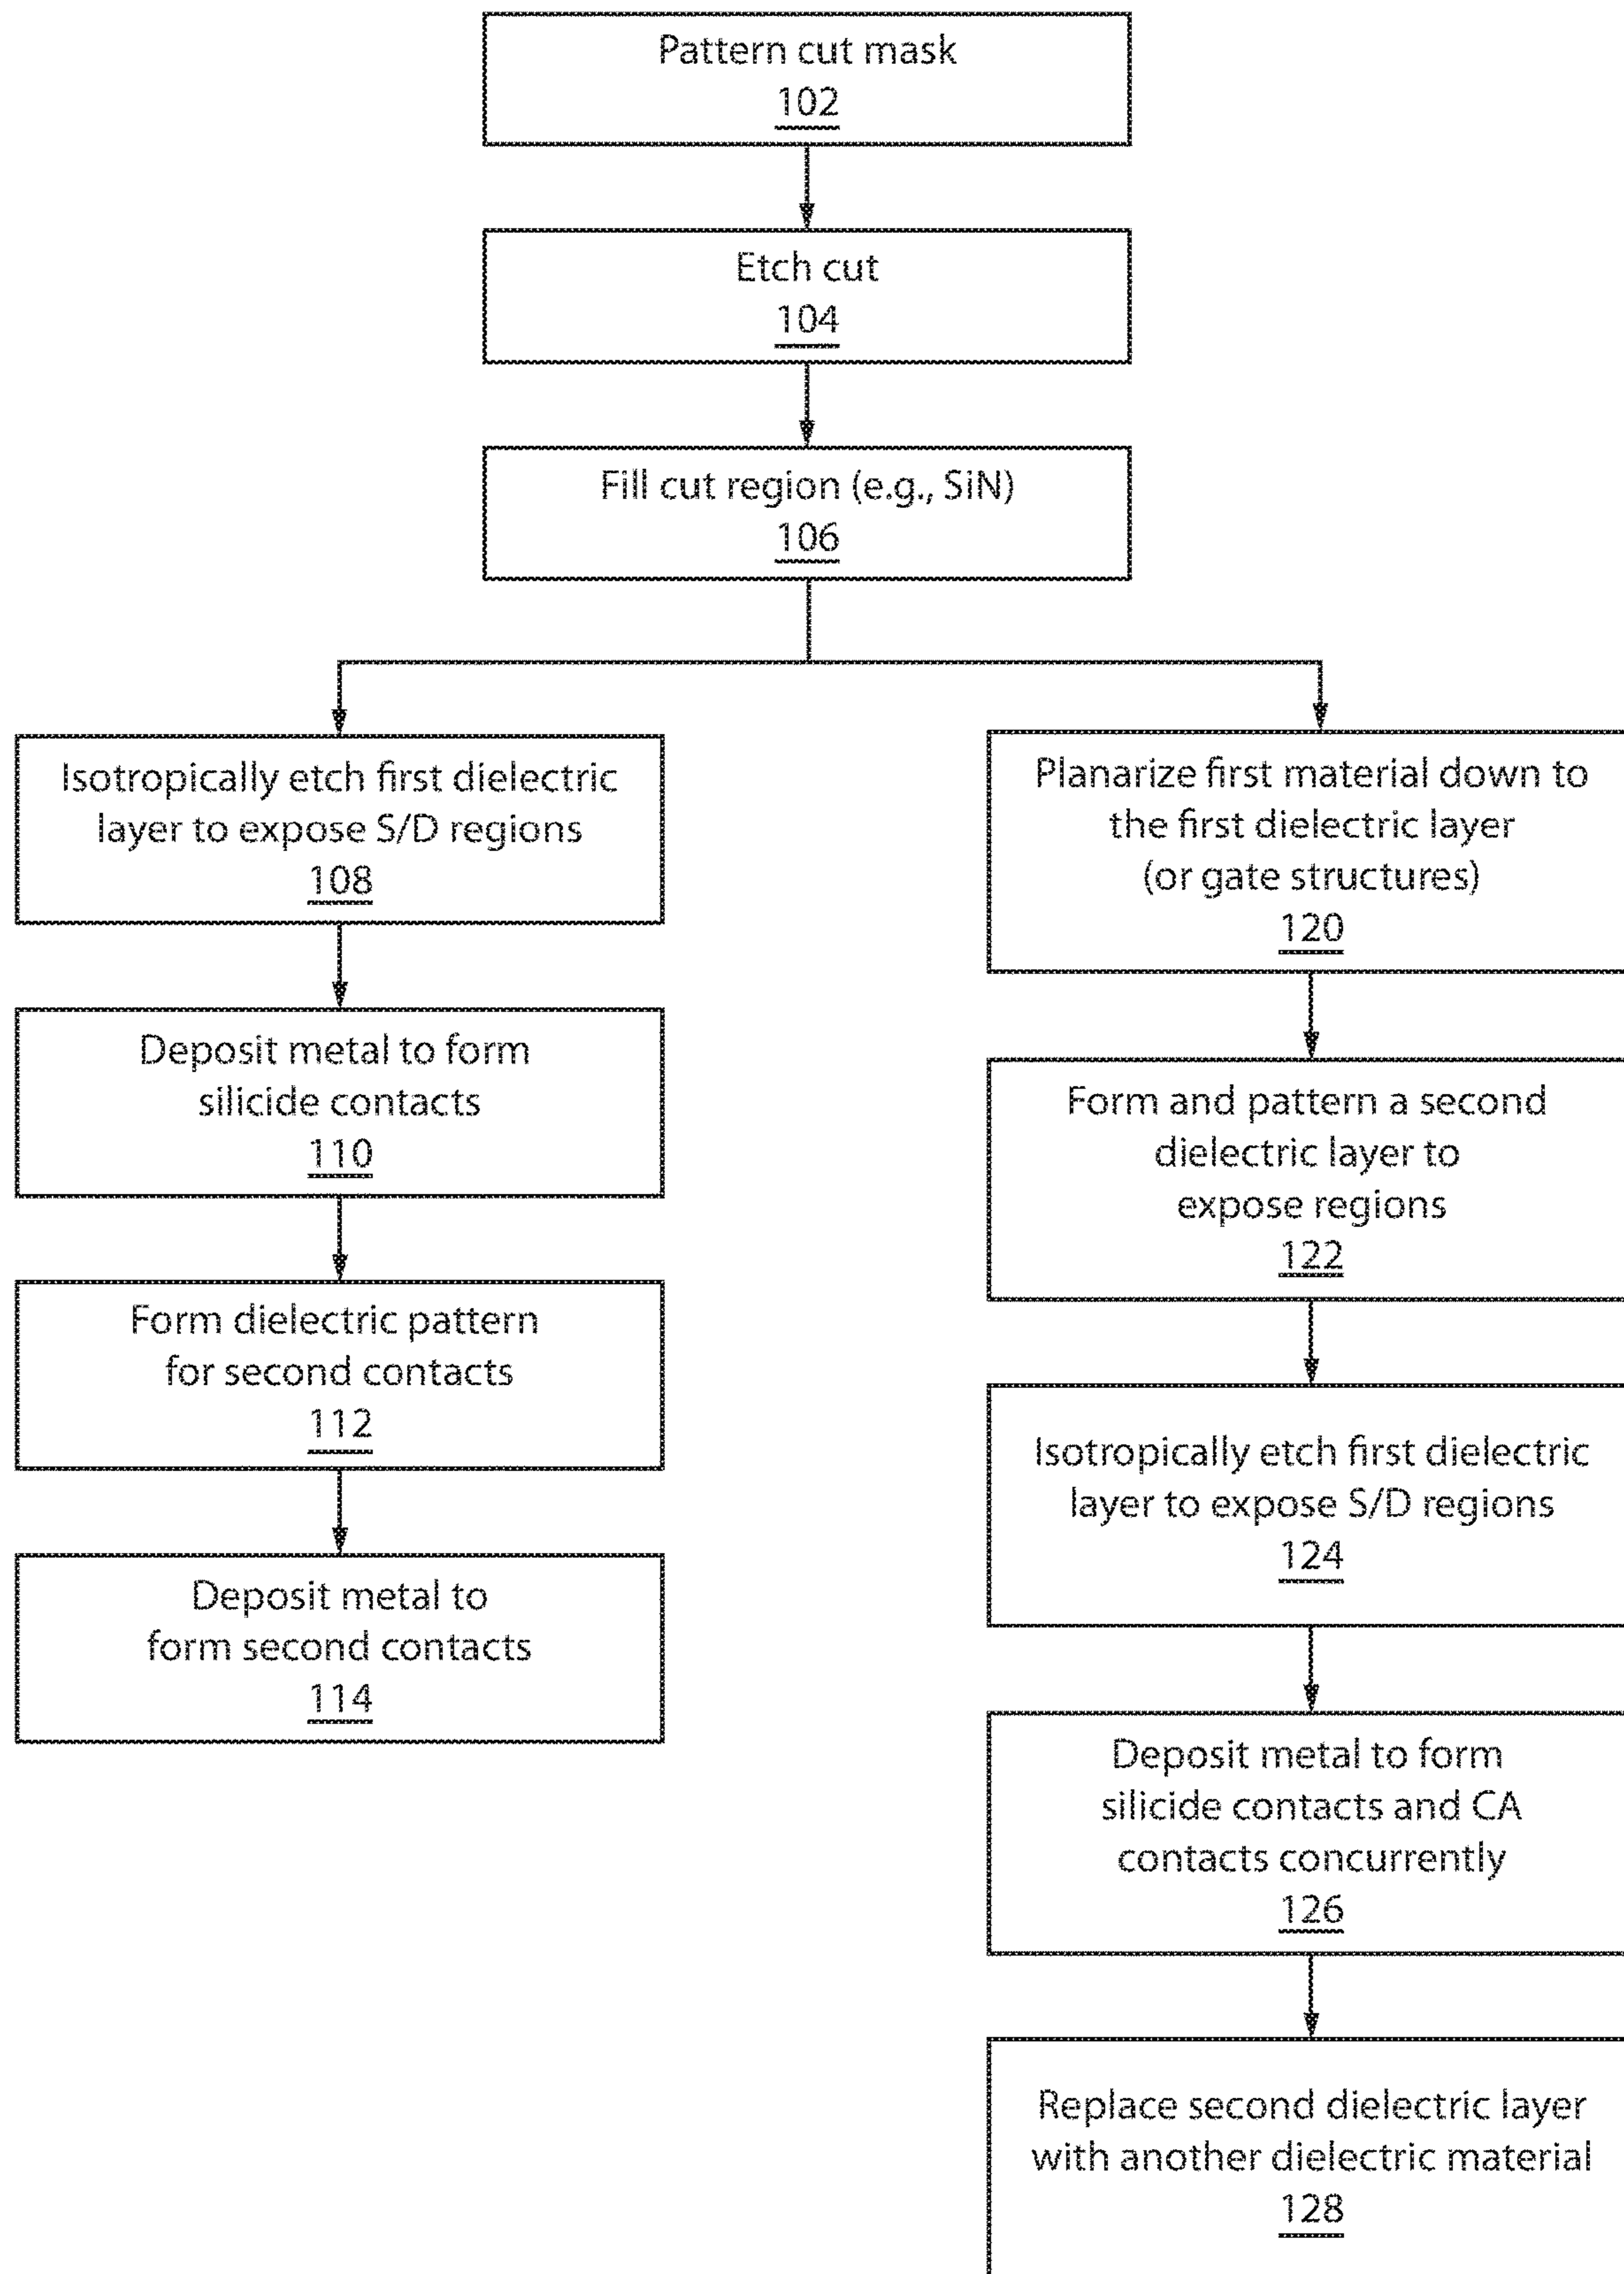 Pattern cut mask
102
Etch cut
104
Fill cut region (e.g., SiN)
106
Isotropically etch first dielectric
layer to expose S/D regions
108
Deposit metal to form
silicide contacts
110
Form dielectric pattern
for second contacts
112
Deposit metal to
form second contacts
114
Planarize first material down to
the first dielectric layer
(or gate structures)
120
Form and pattern a second
dielectric layer to
expose regions
122
Isotropically etch first dielectric
layer to expose S/D regions
124
Deposit metal to form
silicide contacts and CA
contacts concurrently
126
Replace second dielectric layer
with another dielectric material
128